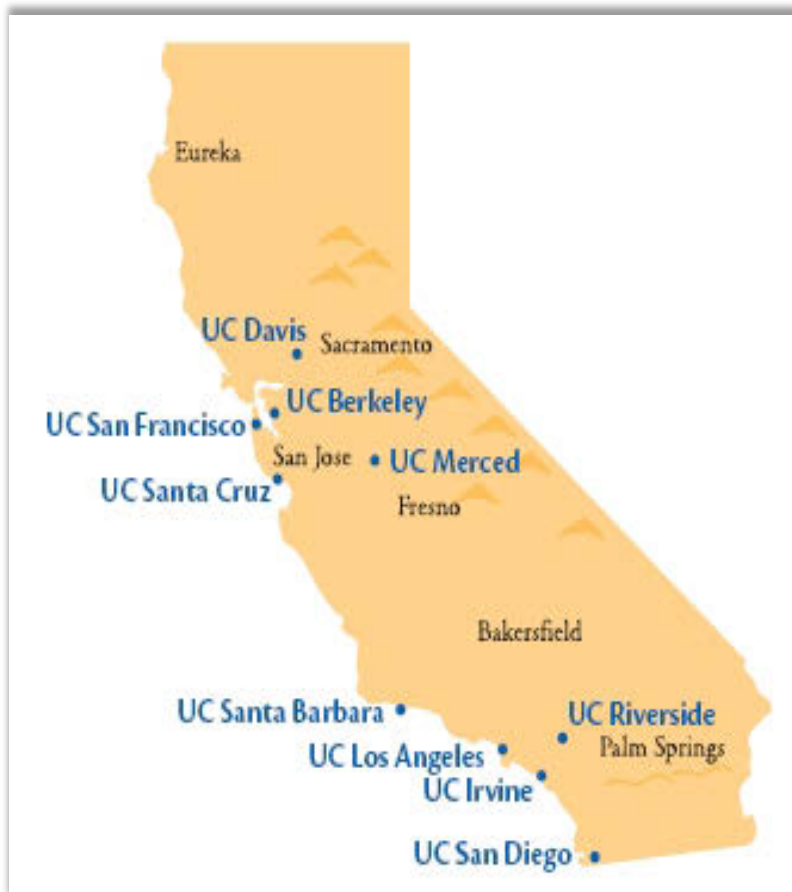 Eureka
UC Davis
Sacramento
UC Berkeley
UC San Francisco
San Jose
UC Merced
UC Santa Cruz
Fresno
Bakersfield
UC Santa Barbara
UC Riverside
Palm Springs
UC Los Angeles
UC Irvine
UC San Diego